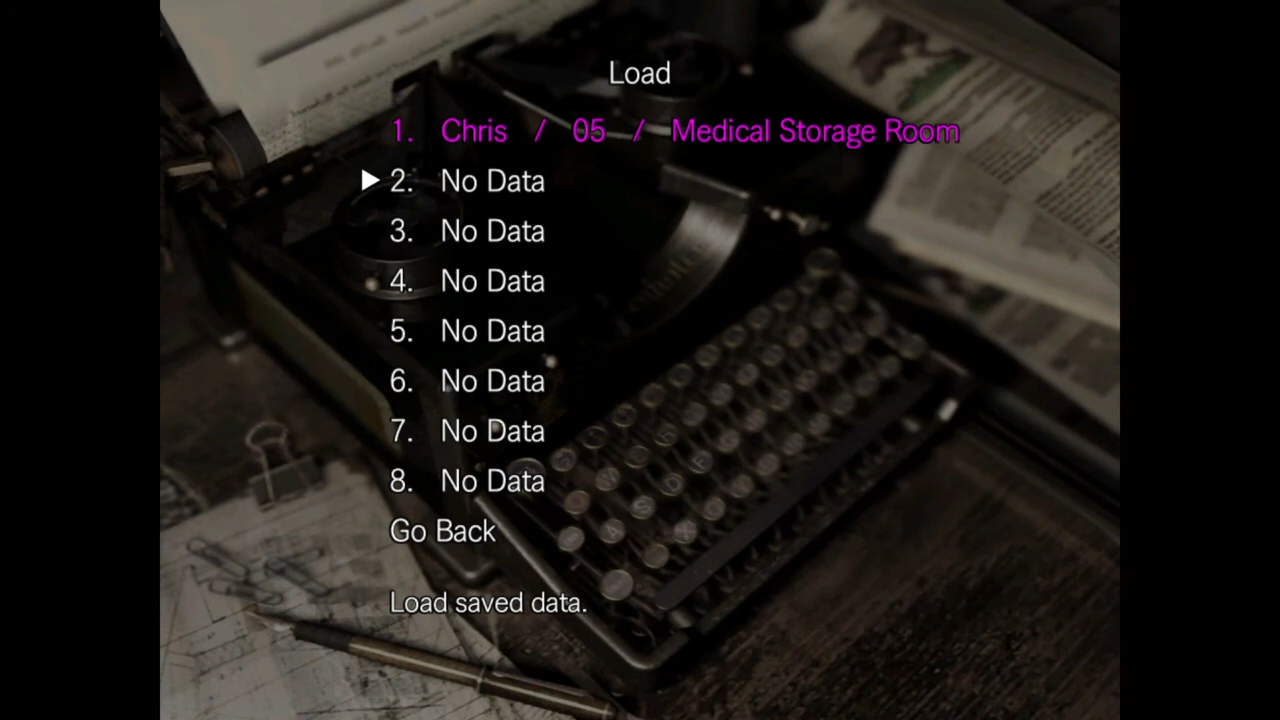 Load
1. Chris / 05 / Medical Storage Room
2. No Data
3. No Data
4. No Data
5. No Data
6. No Data
7. No Data
8. No Data
Go Back
Load saved data.